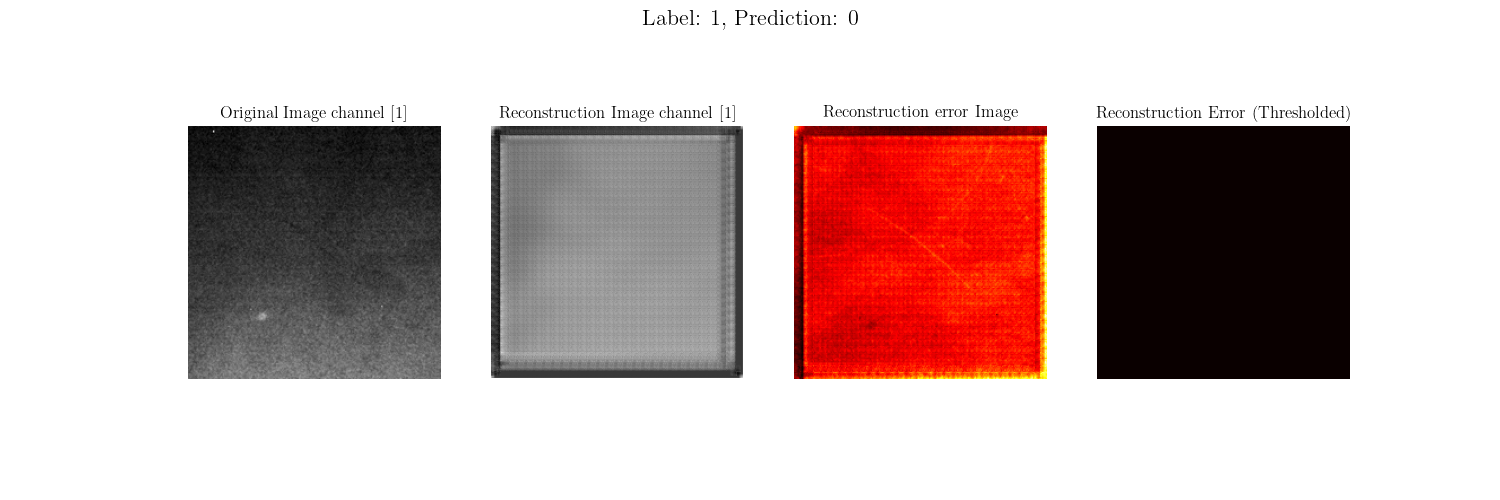 Label: 1, Prediction: 0
Original Image channel [1]
Reconstruction Image channel [1]
Reconstruction error Image
Reconstruction Error (Thresholded)